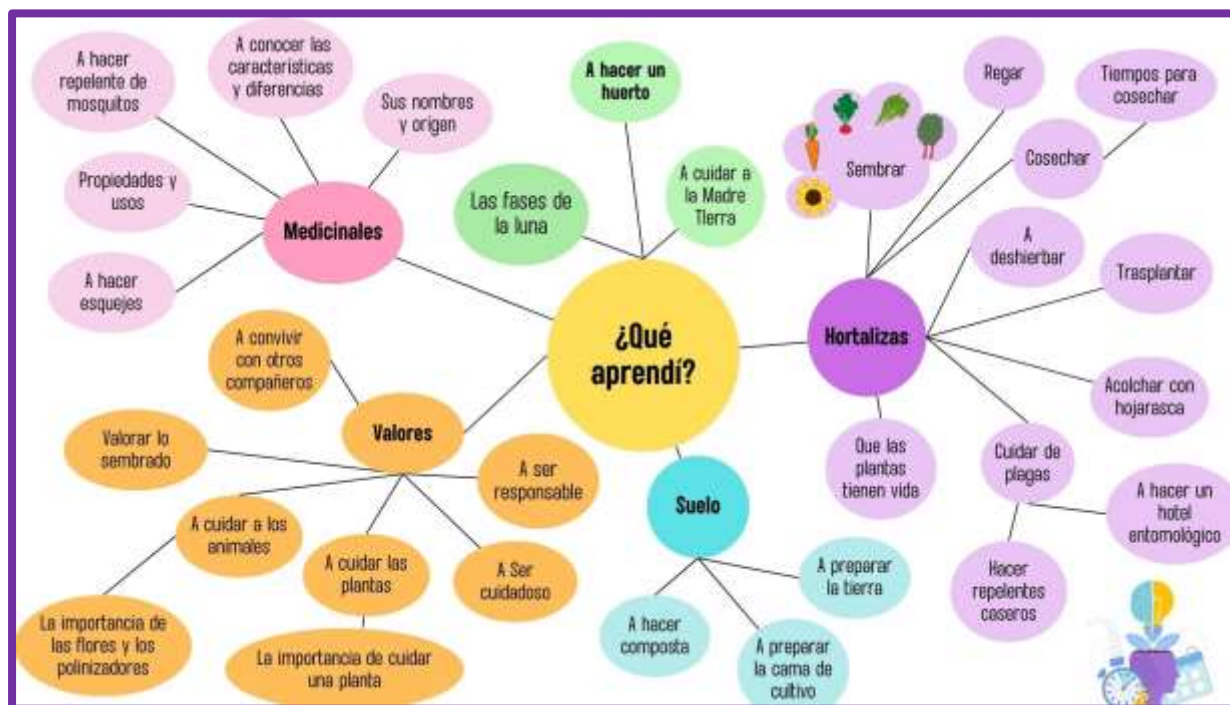 A hacer
repelente de
mosquitos
A conocer las
características
y diferencias
Sus nombres
y origen
Propiedades y
usos
A hacer
esquejes
Medicinales
A hacer un
huerto
Las fases de
la luna
A cuidar a
la Madre
Tierra
¿Qué
aprendí?
Regar
Tiempos para
cosechar
Cosechar
Sembrar
A
deshierbar
Trasplantar
Hortalizas
Acolchar con
hojarasca
Que las
plantas
tienen vida
Cuidar de
plagas
A hacer un
hotel
entomológico
Hacer
repelentes
caseros
A convivir
con otros
compañeros
Valores
Valorar lo
sembrado
A ser
responsable
A cuidar a los
animales
A cuidar las
plantas
A Ser
cuidadoso
La importancia de
las flores y los
polinizadores
La importancia de cuidar
una planta
Suelo
A preparar
la tierra
A hacer
composta
A preparar
la cama de
cultivo